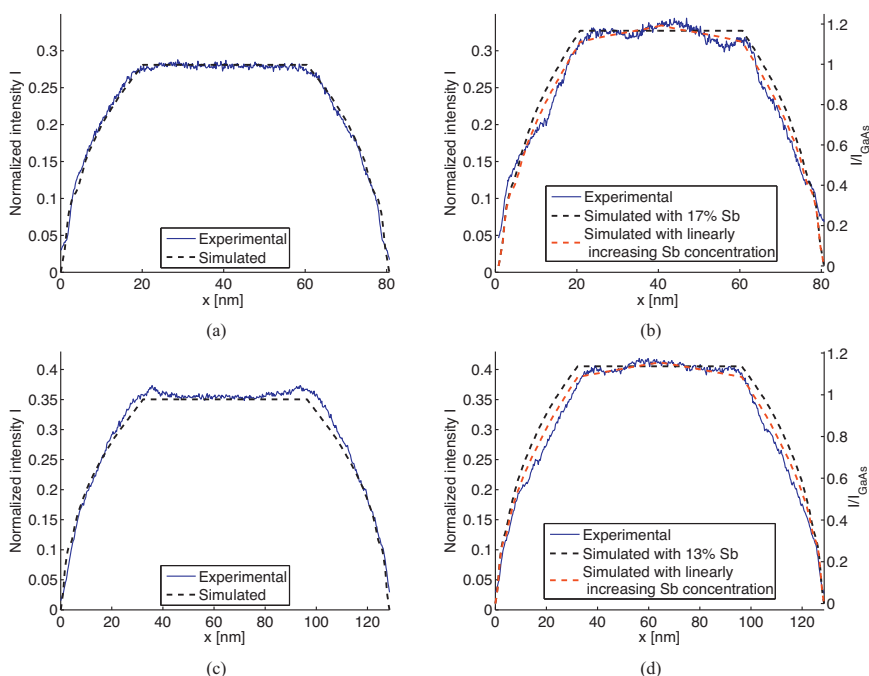 0.3
0.25
0.2
0.15
0.1
0.05
0
Normalized intensity I
Experimental
Simulated
0 20 40 60 80
x [nm]
(a)
0.3
0.25
0.2
0.15
0.1
0.05
0
Normalized intensity I
1.2
1
0.8
0.6
0.4
0.2
0
I/I_GaAs
Experimental
Simulated with 17% Sb
Simulated with linearly
increasing Sb concentration
0 20 40 60 80
x [nm]
(b)
0.4
0.35
0.3
0.25
0.2
0.15
0.1
0.05
0
Normalized intensity I
Experimental
Simulated
0 20 40 60 80 100 120
x [nm]
(c)
0.4
0.35
0.3
0.25
0.2
0.15
0.1
0.05
0
Normalized intensity I
1.2
1
0.8
0.6
0.4
0.2
0
I/I_GaAs
Experimental
Simulated with 13% Sb
Simulated with linearly
increasing Sb concentration
0 20 40 60 80 100 120
x [nm]
(d)